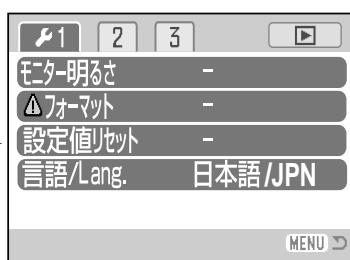 1 2 3
モニター明るさ -
フォーマット -
設定値リセット -
言語/Lang. 日本語/JPN
MENU